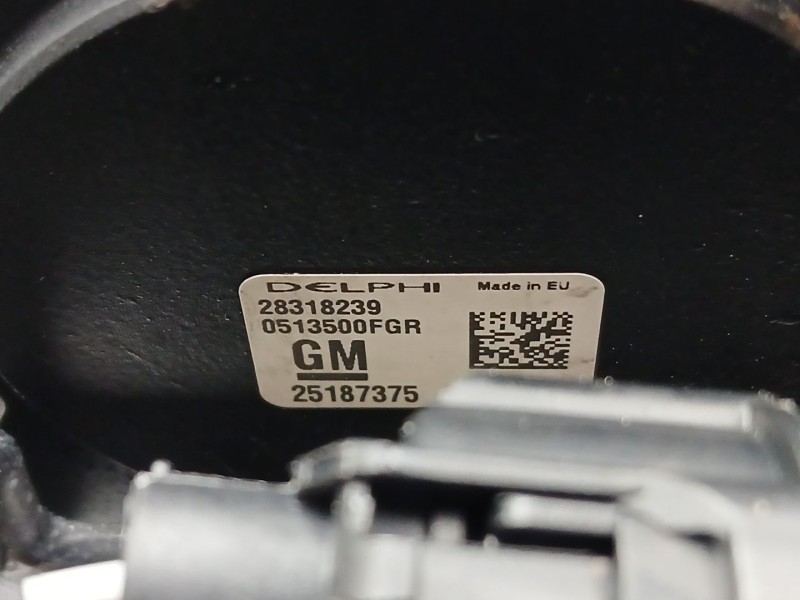 DELPHI Made in EU
28318239
0513500FGR
GM
25187375